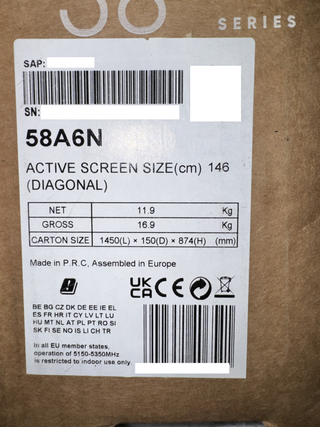 SERIES
SAP:
SN:
58A6N
ACTIVE SCREEN SIZE(cm) 146
(DIAGONAL)
NET 11.9 Kg
GROSS 16.9 Kg
CARTON SIZE 1450(L) × 150(D) × 874(H) (mm)
Made in P.R.C, Assembled in Europe
UK
CA CE
BE BG CZ DK DE EE IE EL
ES FR HR IT CY LV LT LU
HU MT NL AT PL PT RO SI
SK FI SE NO IS LI CH TR
In all EU member states,
operation of 5150-5350MHz
is restricted to indoor use only